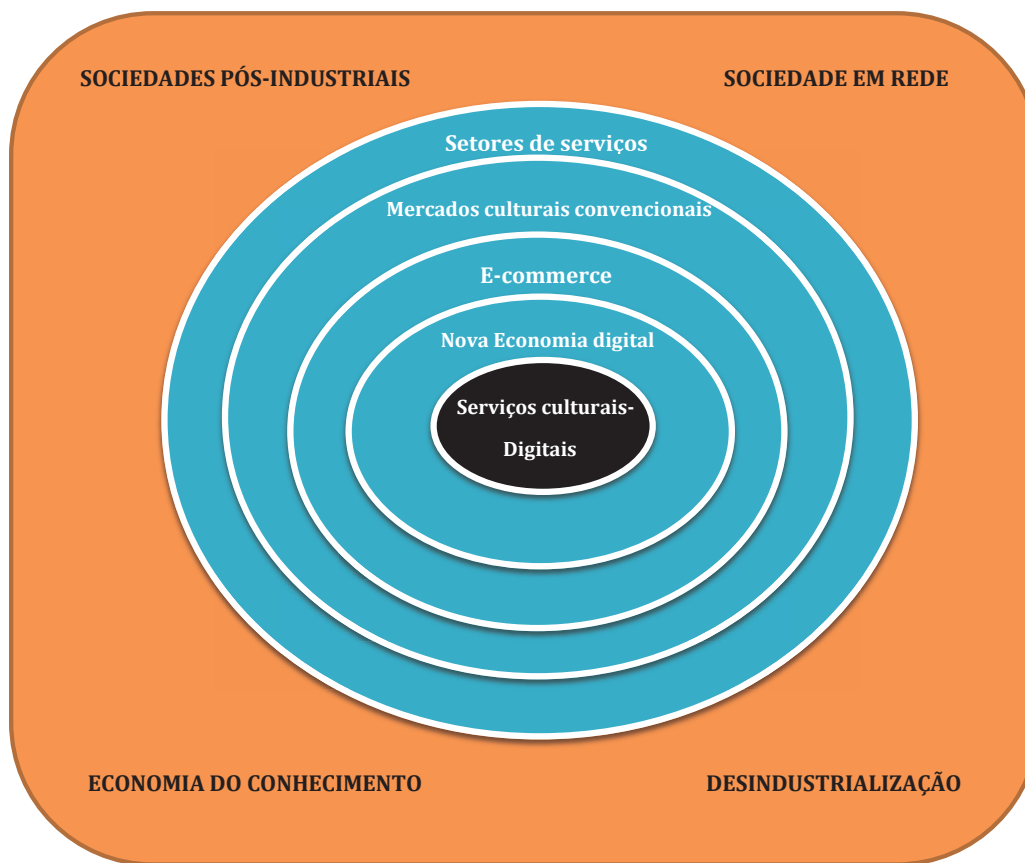 SOCIEDADES PÓS-INDUSTRIAIS
SOCIEDADE EM REDE
Setores de serviços
Mercados culturais convencionais
E-commerce
Nova Economia digital
Serviços culturais-
Digitais
ECONOMIA DO CONHECIMENTO
DESINDUSTRIALIZAÇÃO